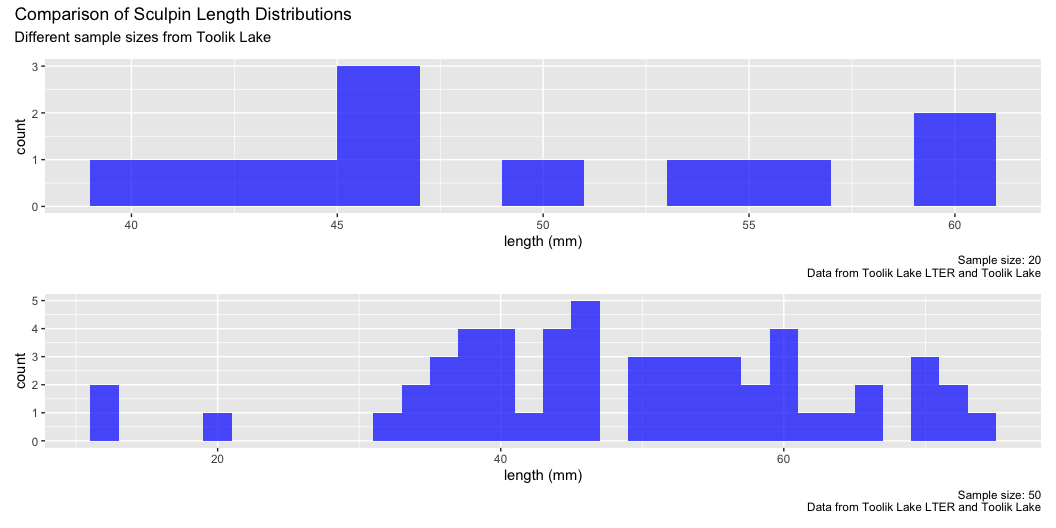 Comparison of Sculpin Length Distributions
Different sample sizes from Toolik Lake
3
2
1
0
count
40 45 50 55 60
length (mm)
Sample size: 20
Data from Toolik Lake LTER and Toolik Lake
5
4
3
2
1
0
count
20 40 60
length (mm)
Sample size: 50
Data from Toolik Lake LTER and Toolik Lake